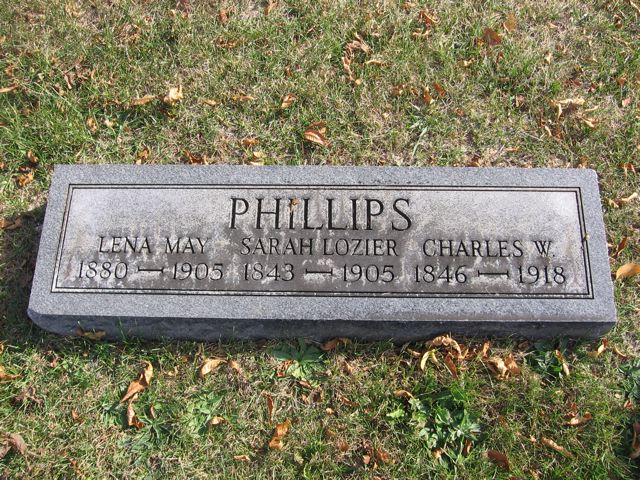 PHILLIPS
LENA MAY SARAH LOZIER CHARLES W.
1880 — 1905 1843 — 1905 1846 — 1918